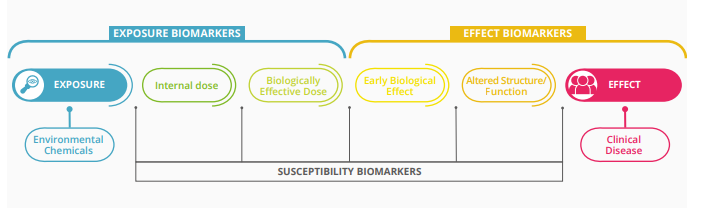 EXPOSURE BIOMARKERS
EFFECT BIOMARKERS
EXPOSURE
Internal dose
Biologically
Effective Dose
Early Biological
Effect
Altered Structure/
Function
EFFECT
Environmental
Chemicals
Clinical
Disease
SUSCEPTIBILITY BIOMARKERS